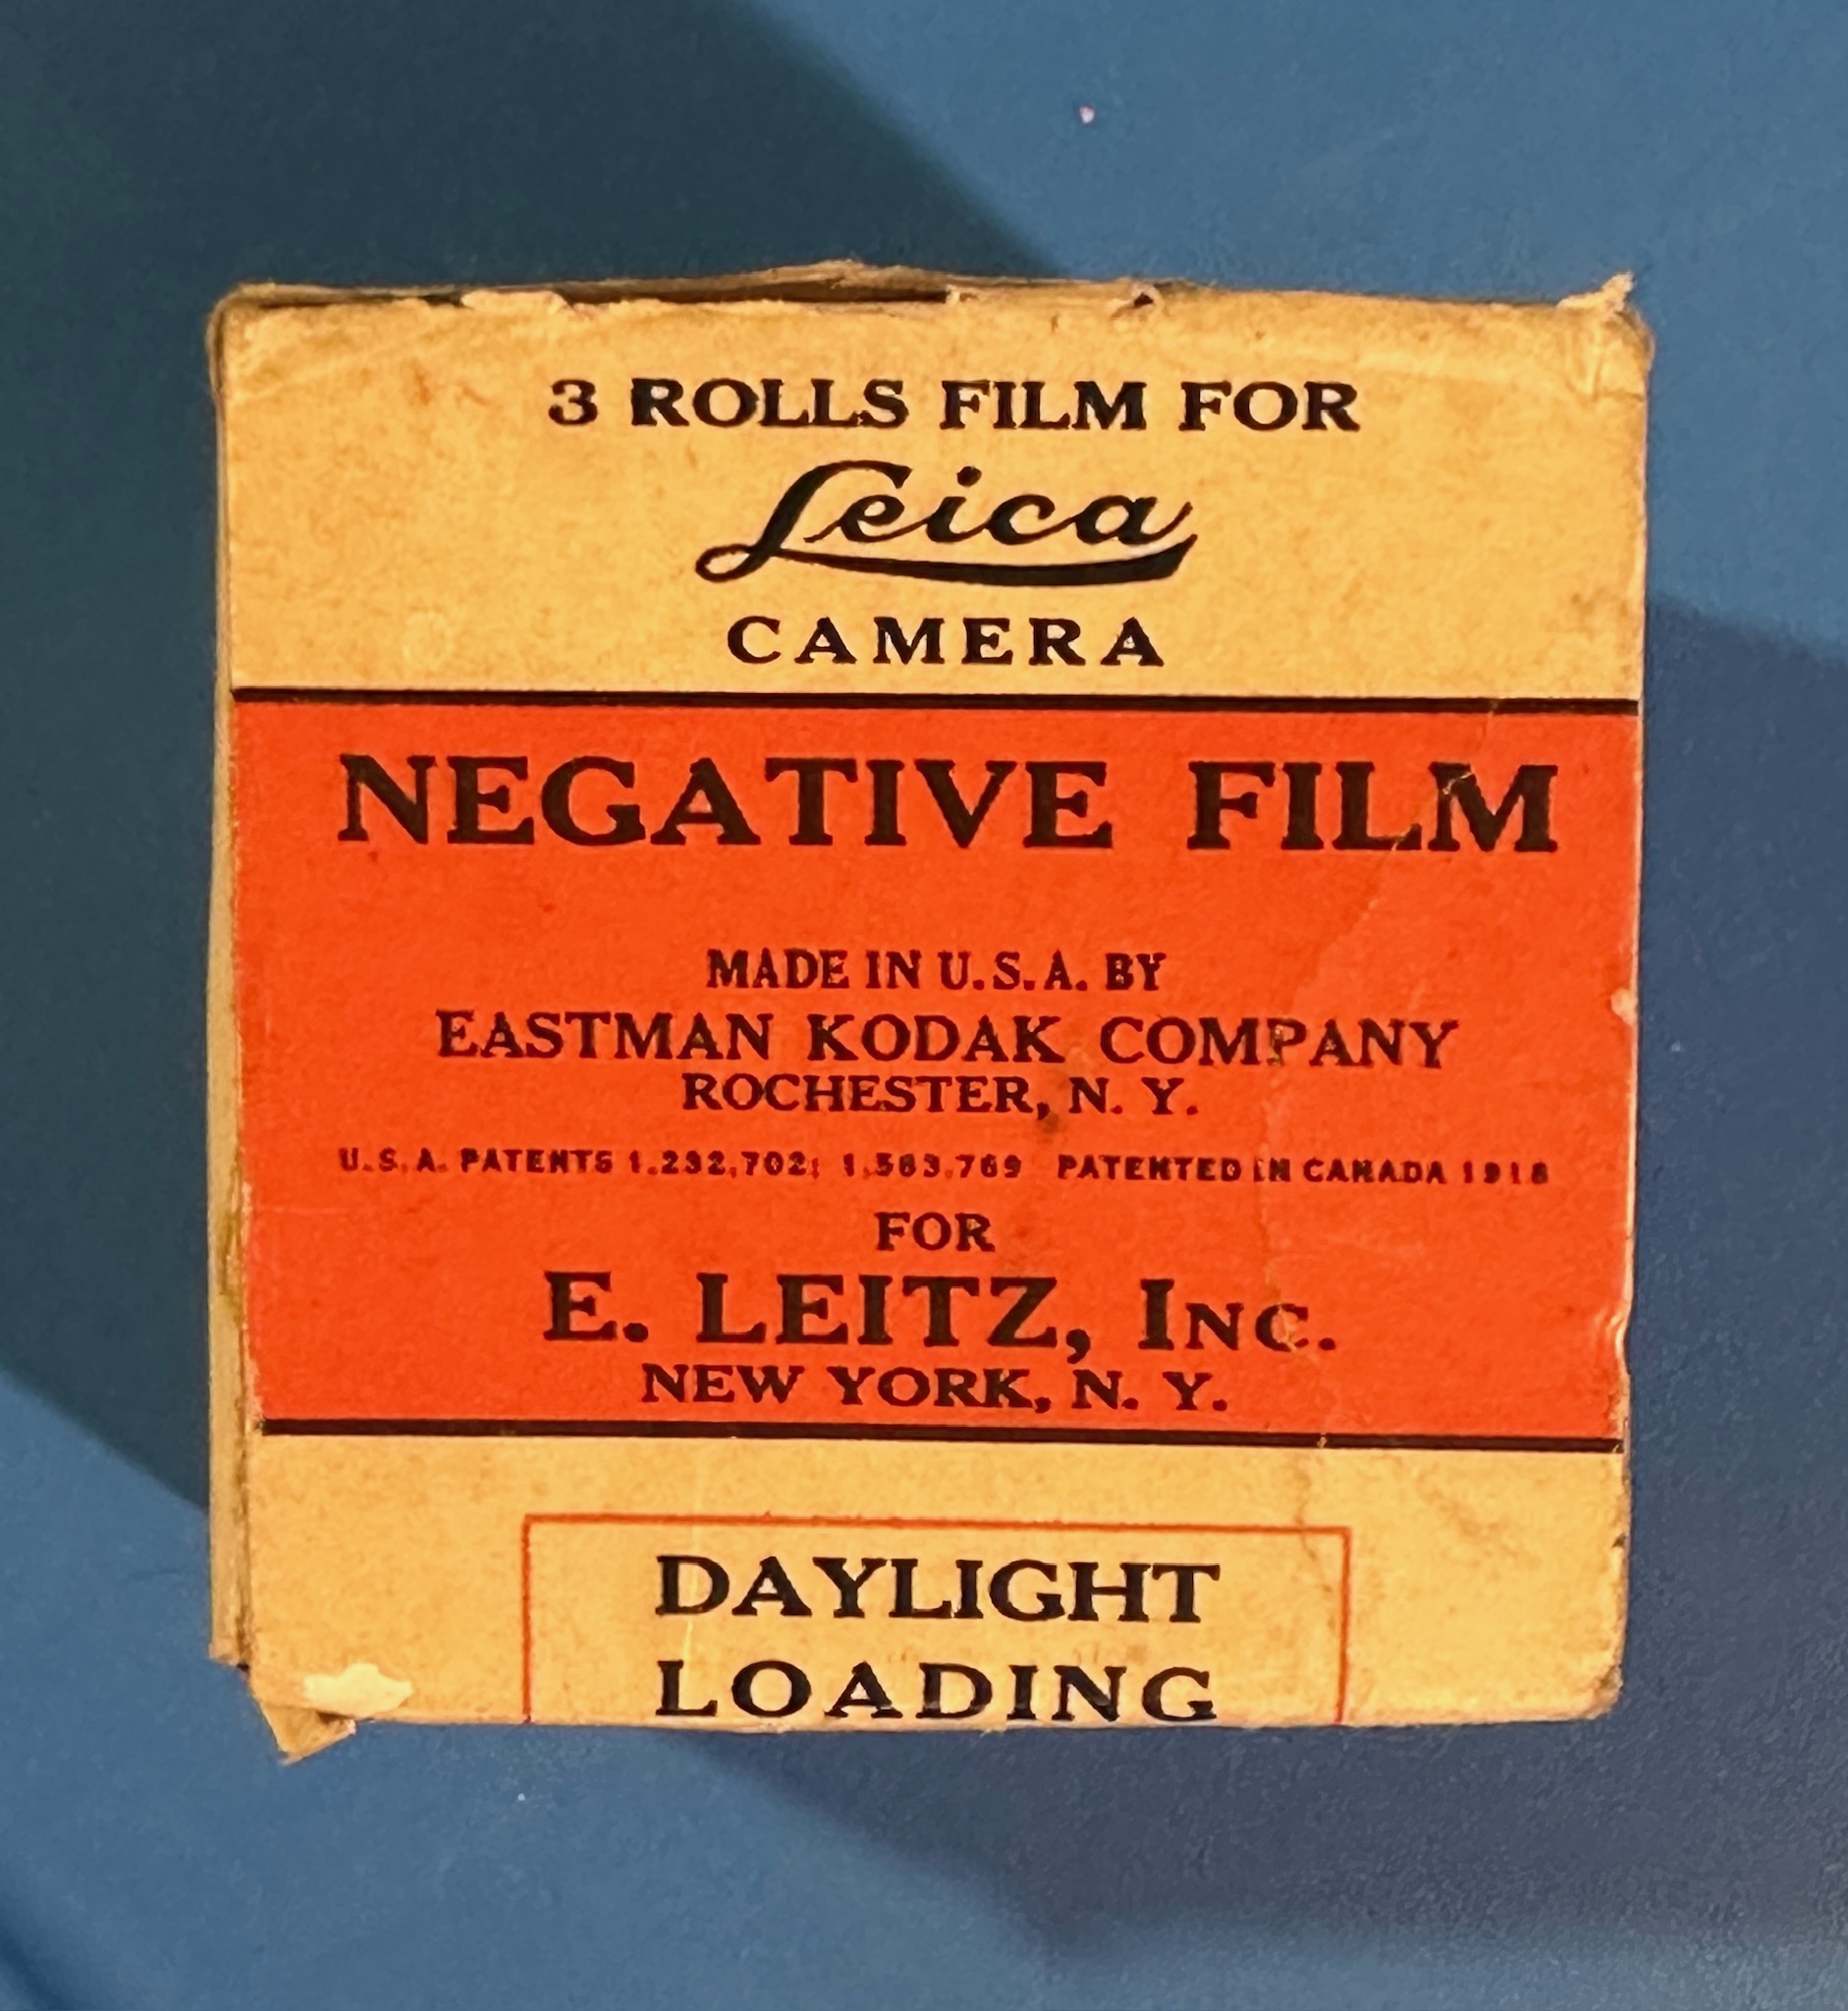 3 ROLLS FILM FOR
Leica
CAMERA
NEGATIVE FILM
MADE IN U.S.A. BY
EASTMAN KODAK COMPANY
ROCHESTER, N. Y.
U.S.A. PATENTS 1,232,702; 1,583,769 PATENTED IN CANADA 1918
FOR
E. LEITZ, INC.
NEW YORK, N. Y.
DAYLIGHT
LOADING